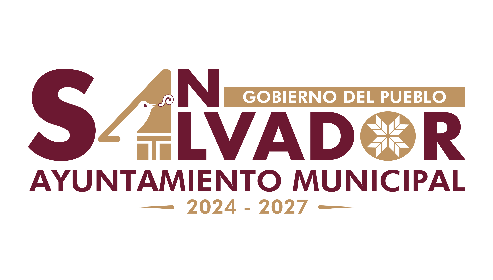 SAN SALVADOR
GOBIERNO DEL PUEBLO
AYUNTAMIENTO MUNICIPAL
2024 - 2027